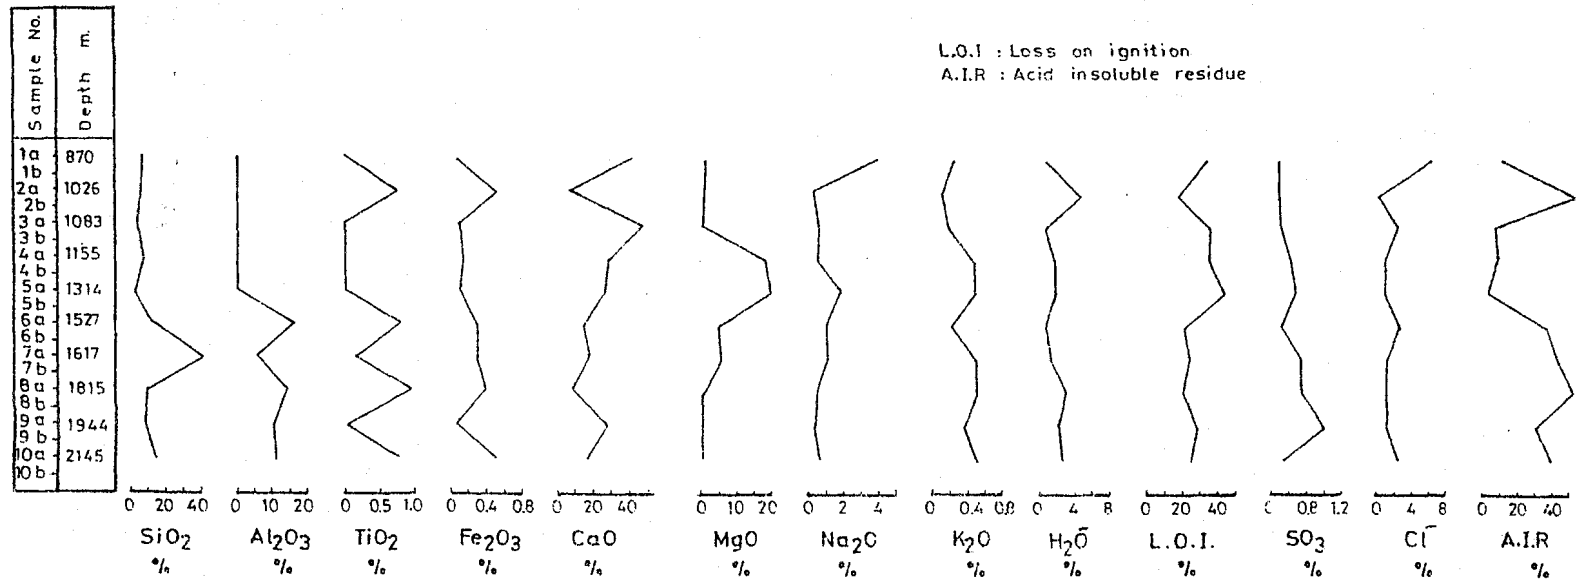 Sample No.
Depth m.
L.O.I : Loss on ignition
A.I.R : Acid insoluble residue
1a 870
1b
2a 1026
2b
3a 1083
3b
4a 1155
4b
5a 1314
5b
6a 1527
6b
7a 1617
7b
8a 1815
8b
9a 1944
9b
10a 2145
10b
0 20 40 0 10 20 0 0.5 1.0 0 0.4 0.8 0 20 40 0 10 20 0 2 4 0 0.4 0.8 0 4 8 0 20 40 0.8 1.2 0 4 8 0 20 40
SiO2 Al2O3 TiO2 Fe2O3 CaO MgO Na2O K2O H2O L.O.I. SO3 Cl⁻ A.I.R
% % % % % % % % % % % % %